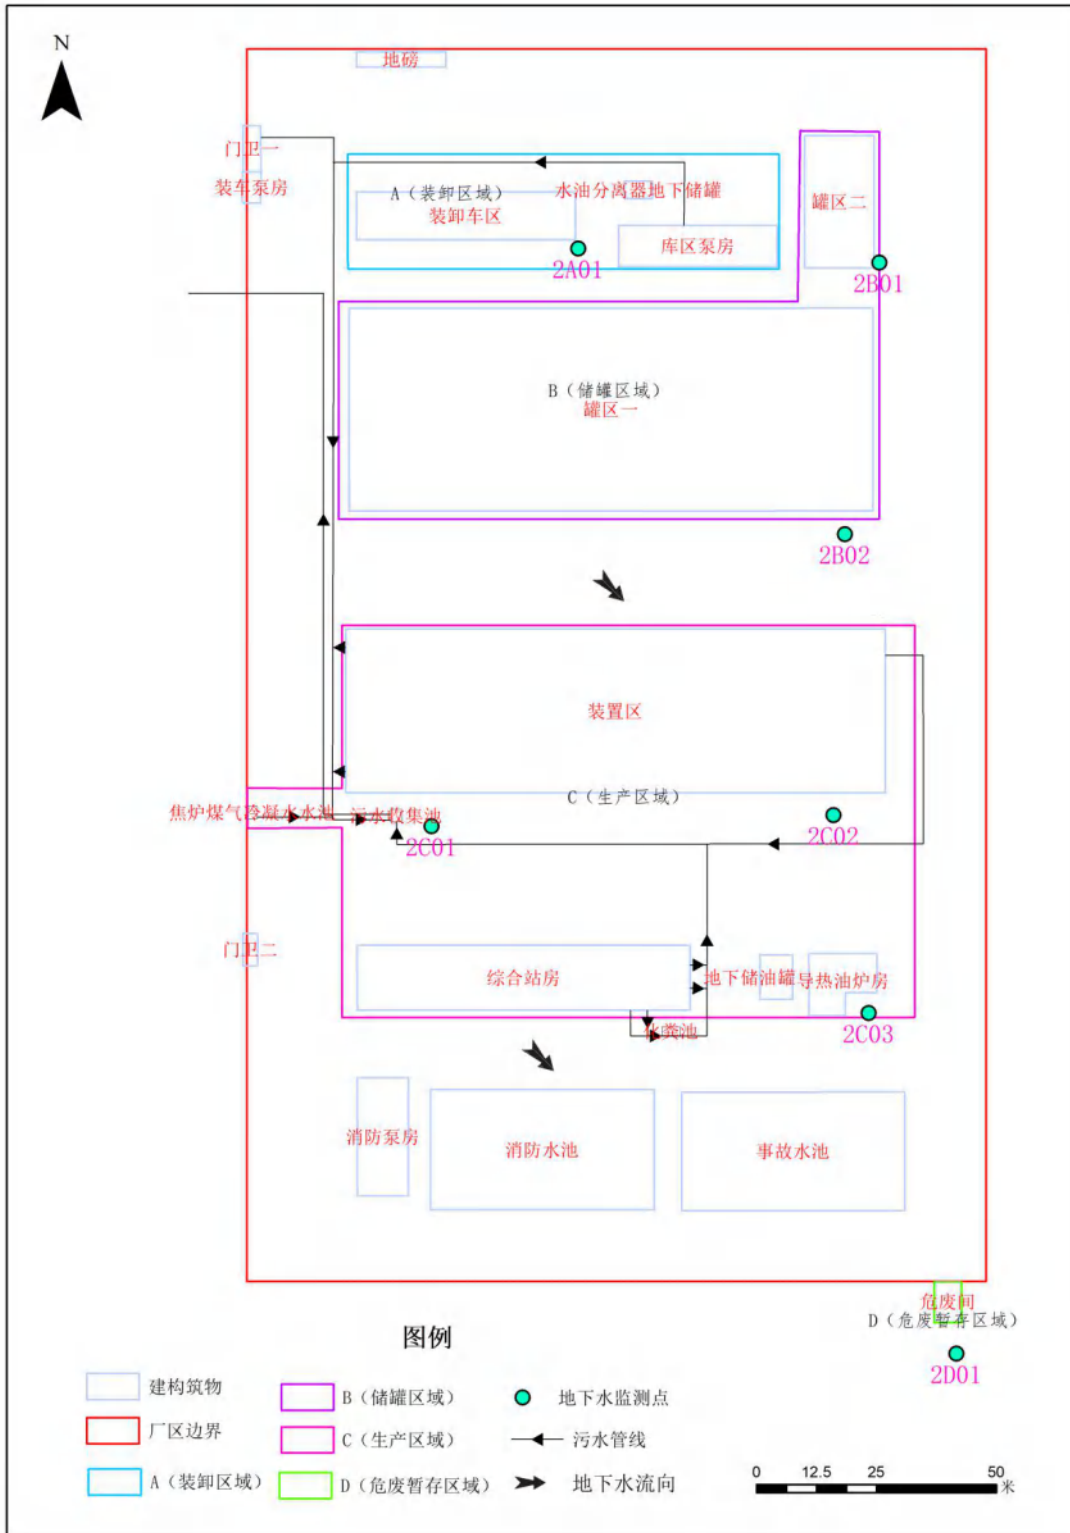 N
地磅
门卫一
装车泵房
水油分离器地下储罐
A（装卸区域）
装卸车区
库区泵房
罐区二
2A01
2B01
B（储罐区域）
罐区一
2B02
装置区
C（生产区域）
焦炉煤气冷凝水水池
污水收集池
2C01
2C02
门卫二
综合站房
地下储油罐
导热油炉房
2C03
化粪池
消防泵房
消防水池
事故水池
危废间
D（危废暂存区域）
2D01
图例
建构筑物
B（储罐区域）
地下水监测点
厂区边界
C（生产区域）
污水管线
A（装卸区域）
D（危废暂存区域）
地下水流向
0 12.5 25 50
米